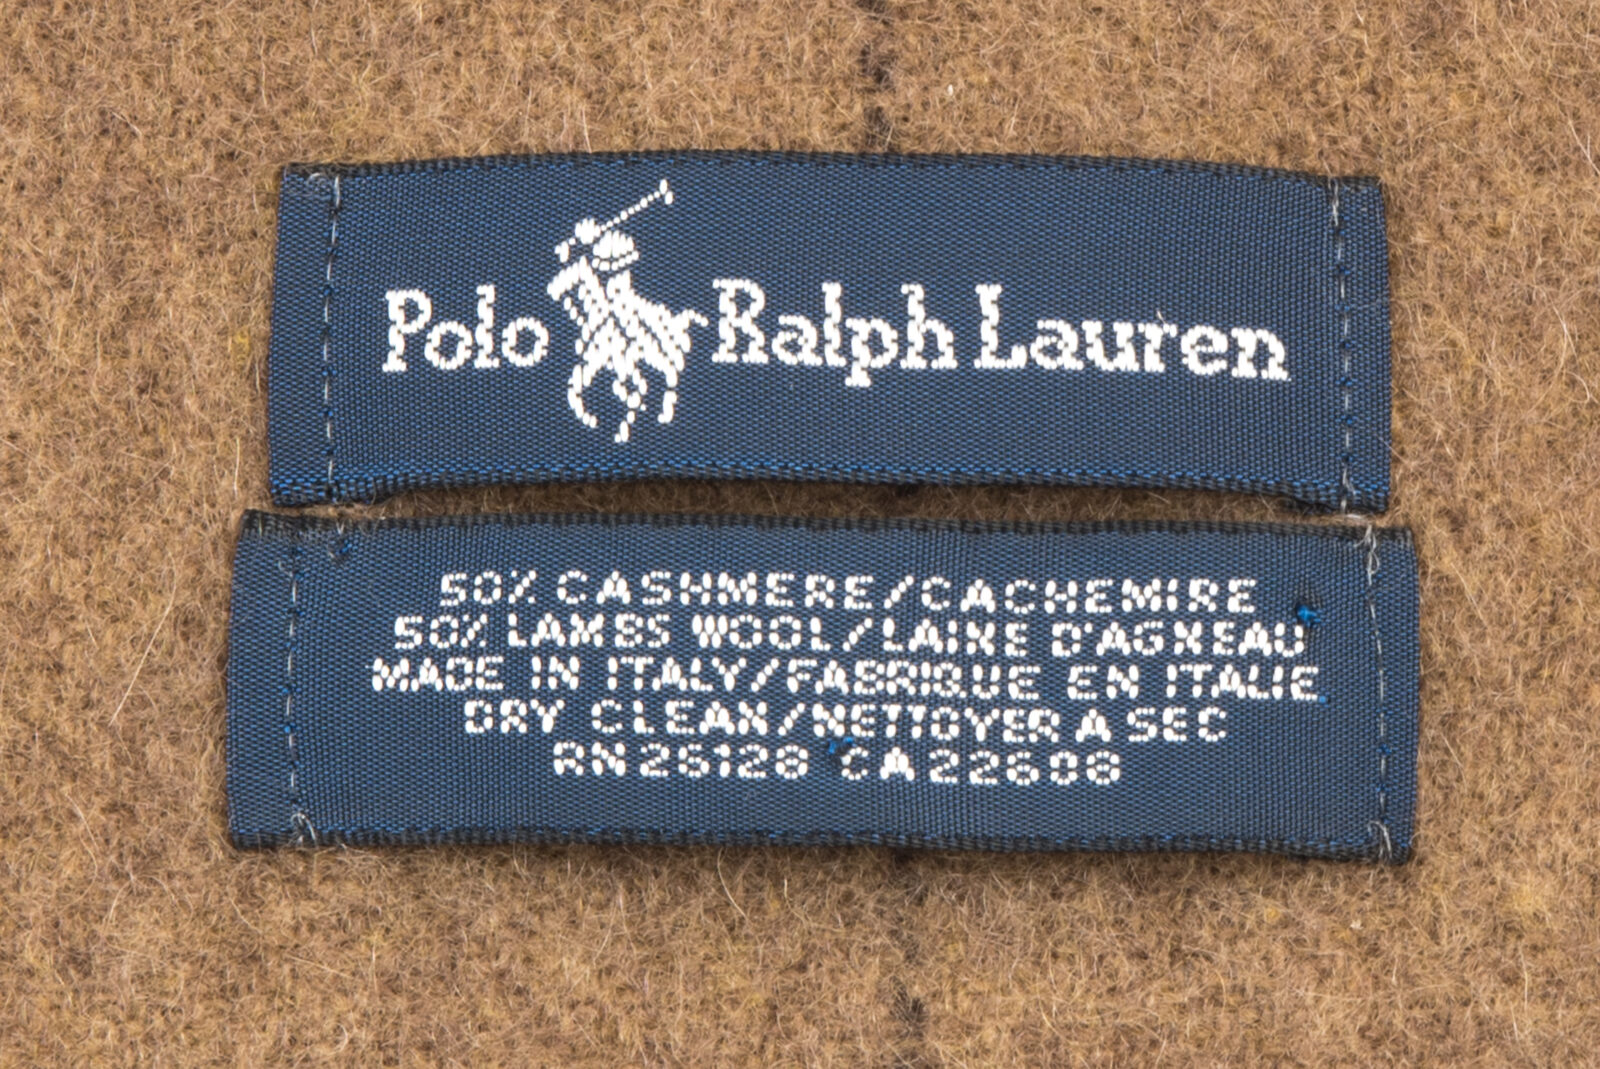 Polo Ralph Lauren
50% CASHMERE/CACHEMIRE
50% LAMBS WOOL/LAINE D'AGNEAU
MADE IN ITALY/FABRIQUE EN ITALIE
DRY CLEAN/NETTOYER A SEC
RN 26128 CA 22608